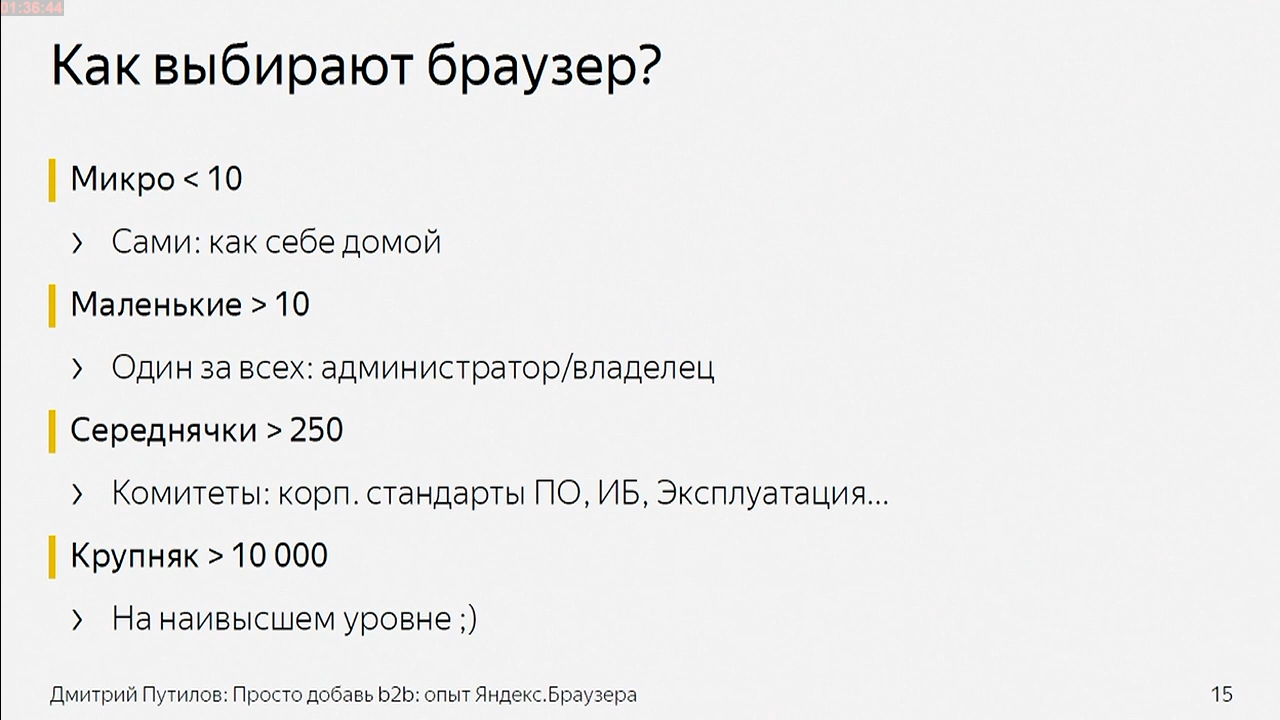 01:36:44
Как выбирают браузер?
Микро < 10
› Сами: как себе домой
Маленькие > 10
› Один за всех: администратор/владелец
Середнячки > 250
› Комитеты: корп. стандарты ПО, ИБ, Эксплуатация...
Крупняк > 10 000
› На наивысшем уровне ;)
Дмитрий Путилов: Просто добавь b2b: опыт Яндекс.Браузера
15